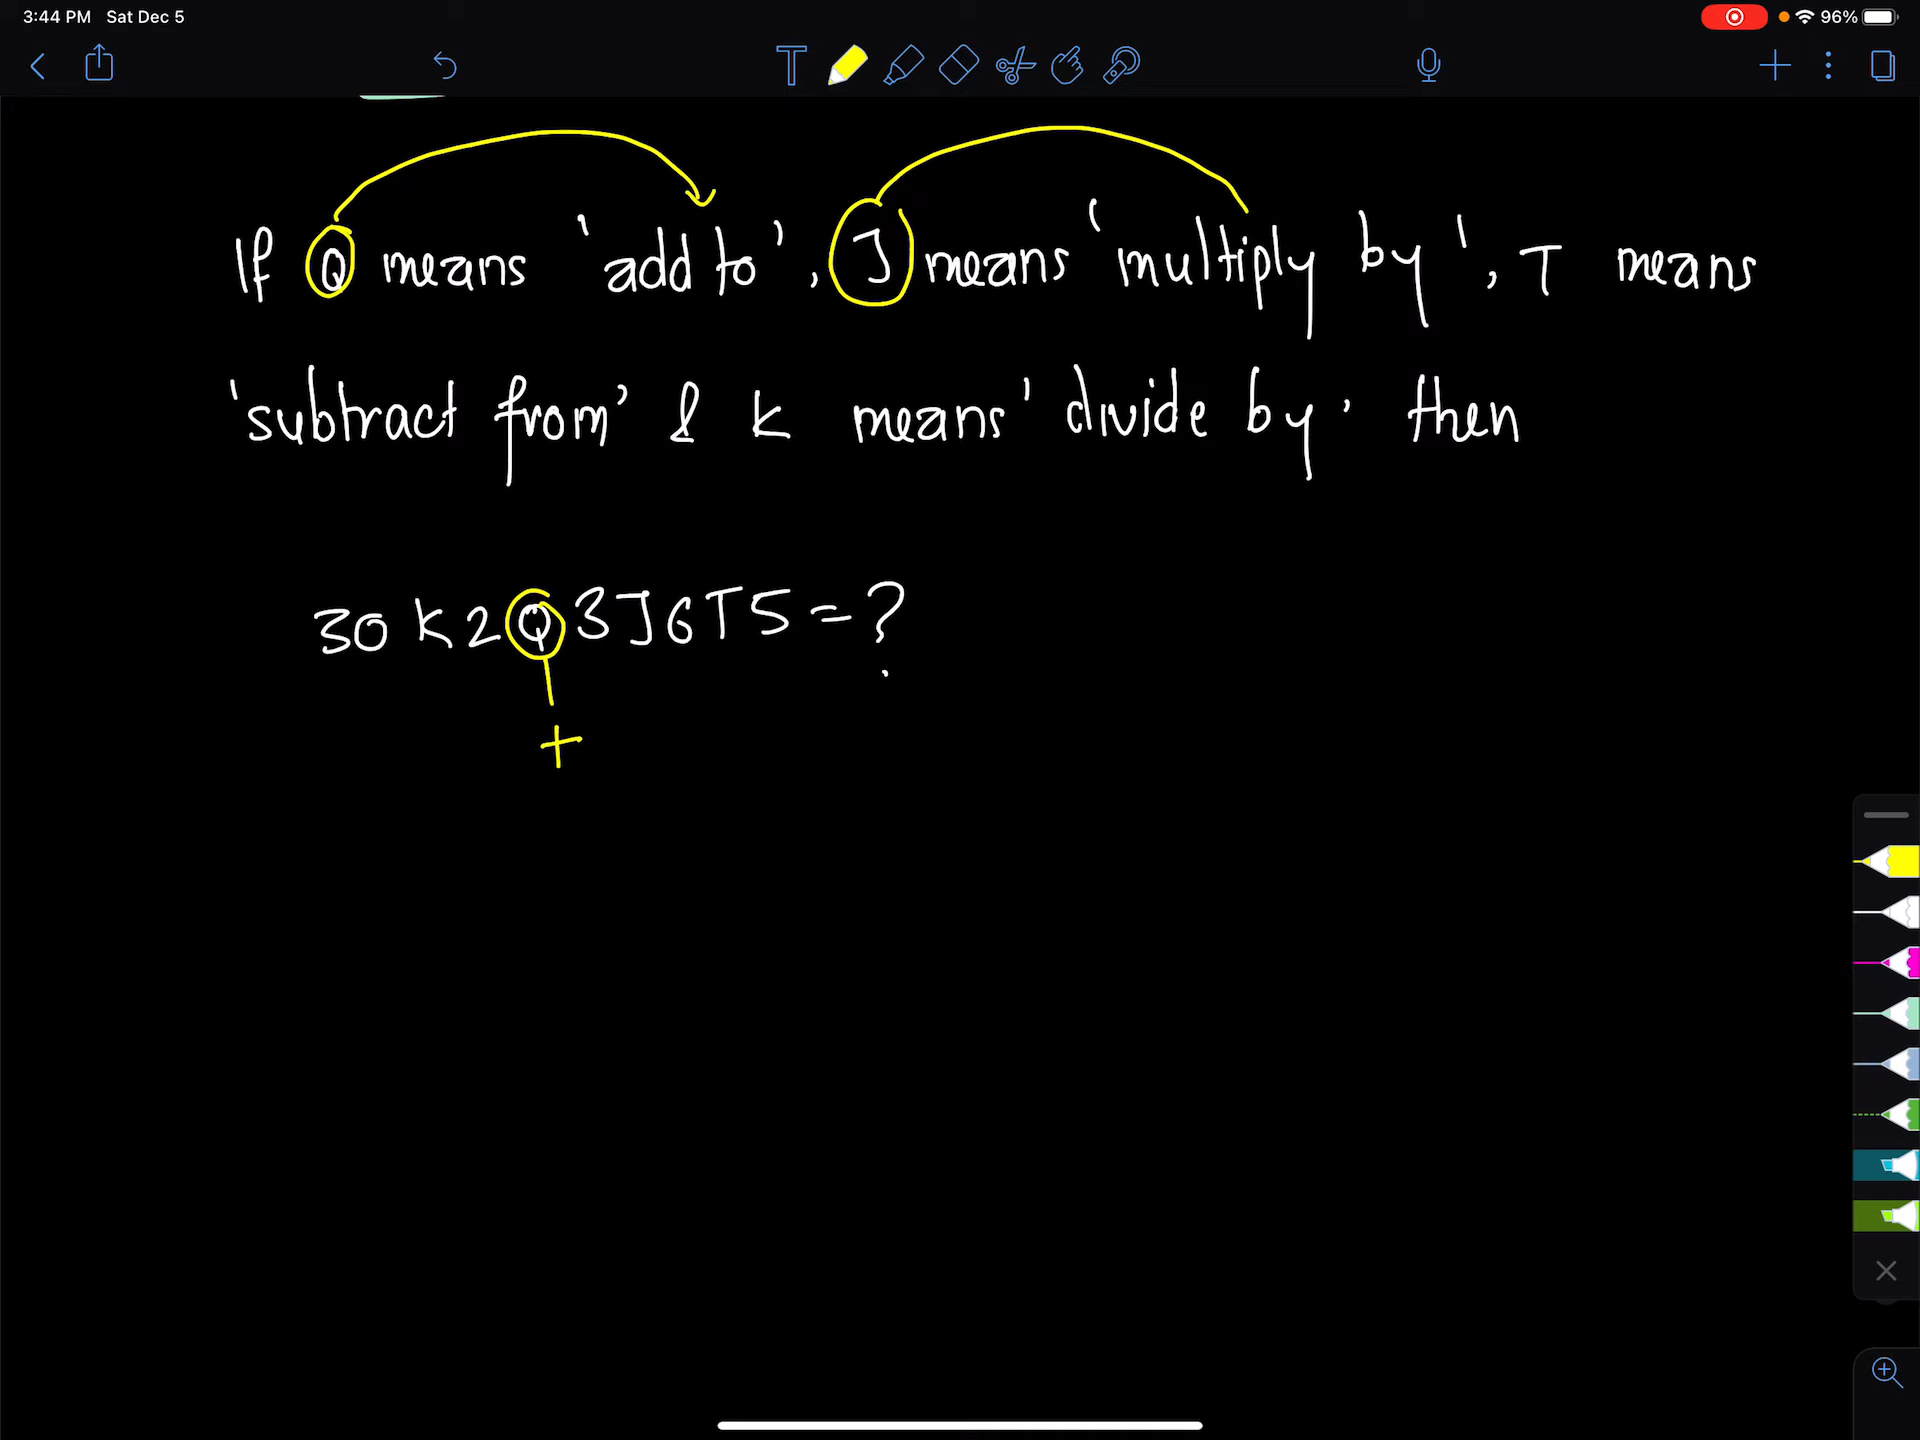 3:44 PM Sat Dec 5 96%
If Q means 'add to', J means 'multiply by', T means
'subtract from' & K means 'divide by' then
30 K 2 Q 3 J 6 T 5 = ?
+